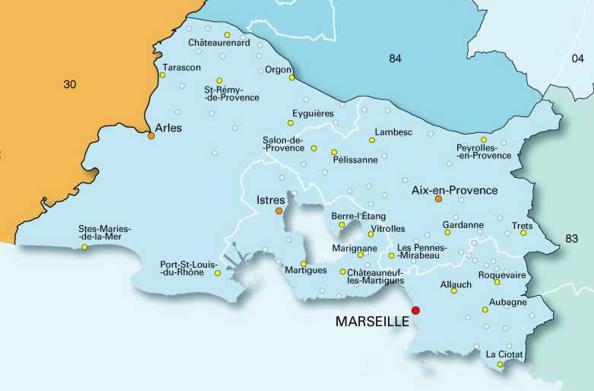 Châteaurenard
84
04
Tarascon
Orgon
30
St-Rémy-
-de-Provence
Eyguières
Arles
Lambesc
Salon-de-
-Provence
Pélissanne
Peyrolles-
-en-Provence
Aix-en-Provence
Istres
Berre-l'Étang
Stes-Maries-
-de-la-Mer
Vitrolles
Gardanne
Trets
83
Marignane
Les Pennes-
-Mirabeau
Port-St-Louis-
-du-Rhône
Martigues
Châteauneuf-
les-Martigues
Roquevaire
Allauch
Aubagne
MARSEILLE
La Ciotat